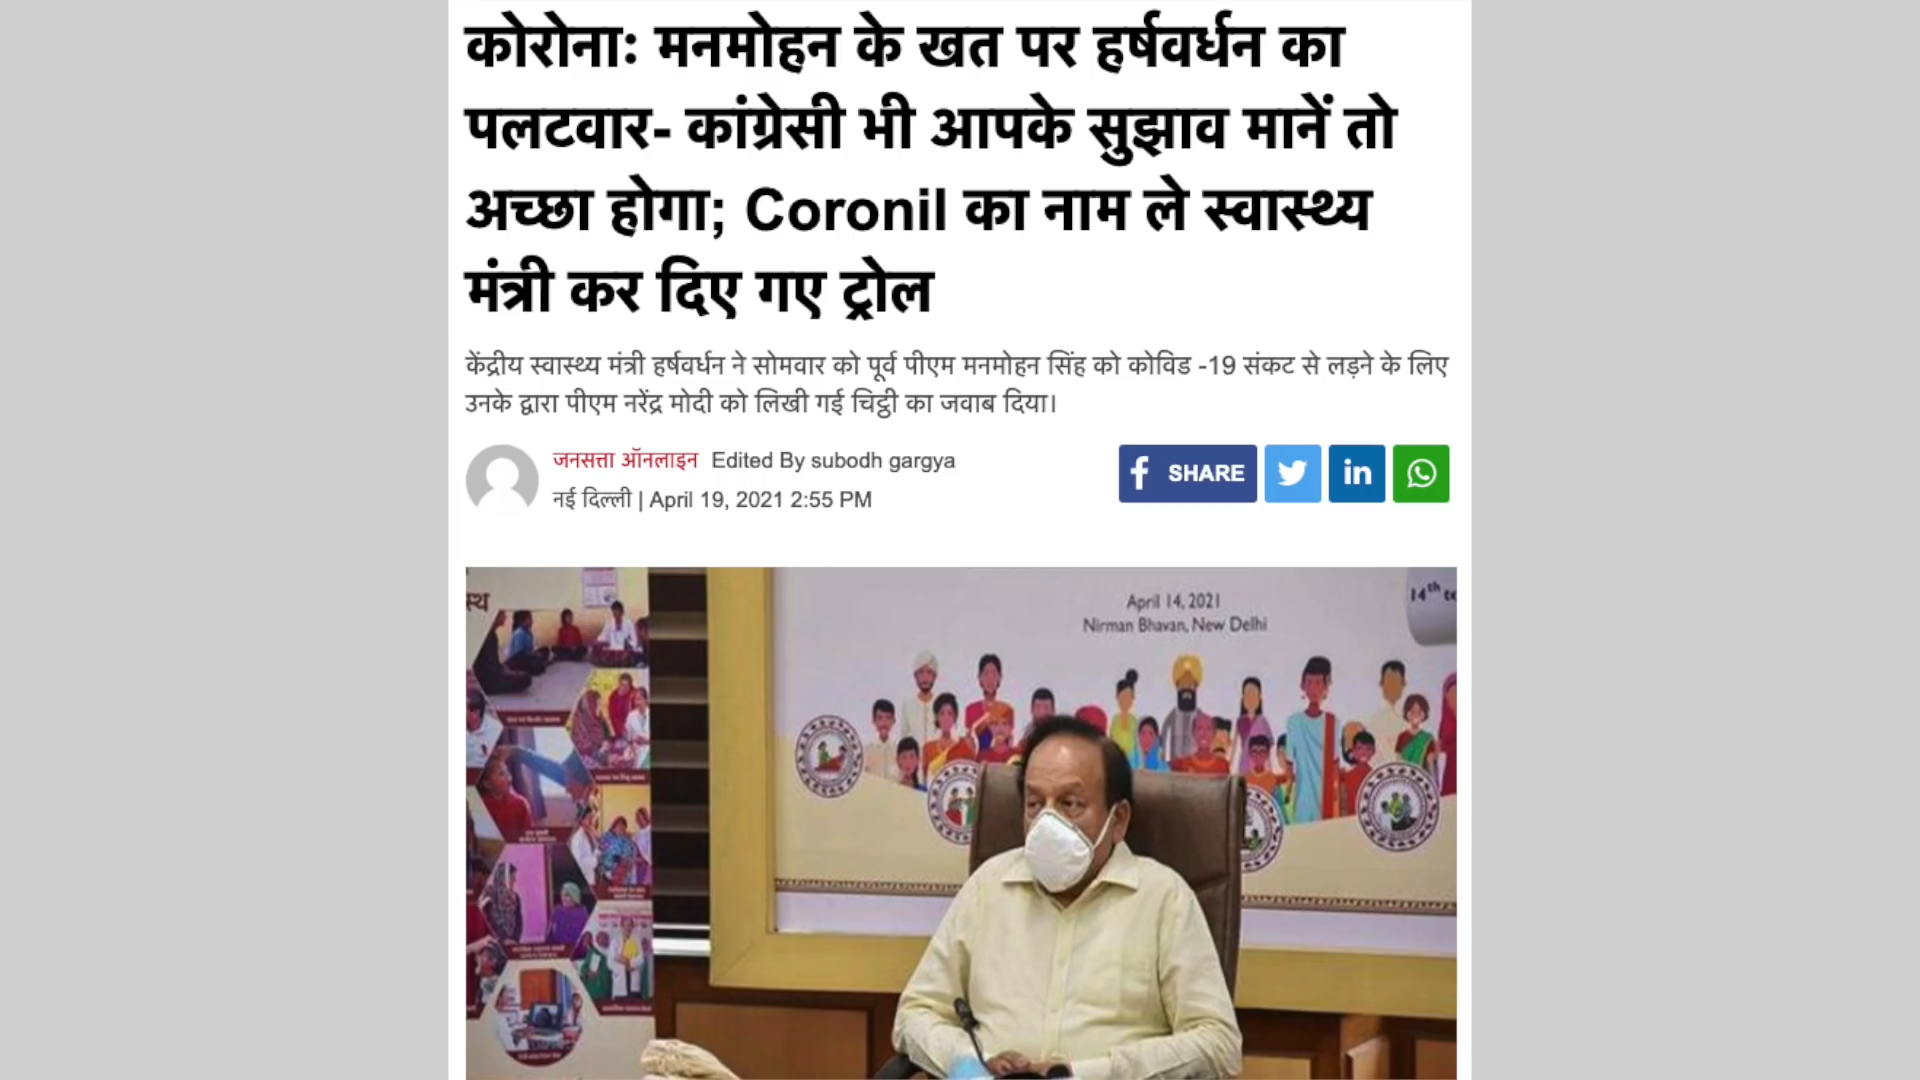 कोरोनाः मनमोहन के खत पर हर्षवर्धन का
पलटवार- कांग्रेसी भी आपके सुझाव मानें तो
अच्छा होगा; Coronil का नाम ले स्वास्थ्य
मंत्री कर दिए गए ट्रोल
केंद्रीय स्वास्थ्य मंत्री हर्षवर्धन ने सोमवार को पूर्व पीएम मनमोहन सिंह को कोविड -19 संकट से लड़ने के लिए
उनके द्वारा पीएम नरेंद्र मोदी को लिखी गई चिट्ठी का जवाब दिया।
जनसत्ता ऑनलाइन Edited By subodh gargya
नई दिल्ली | April 19, 2021 2:55 PM
SHARE
April 14, 2021
Nirman Bhavan, New Delhi
14th